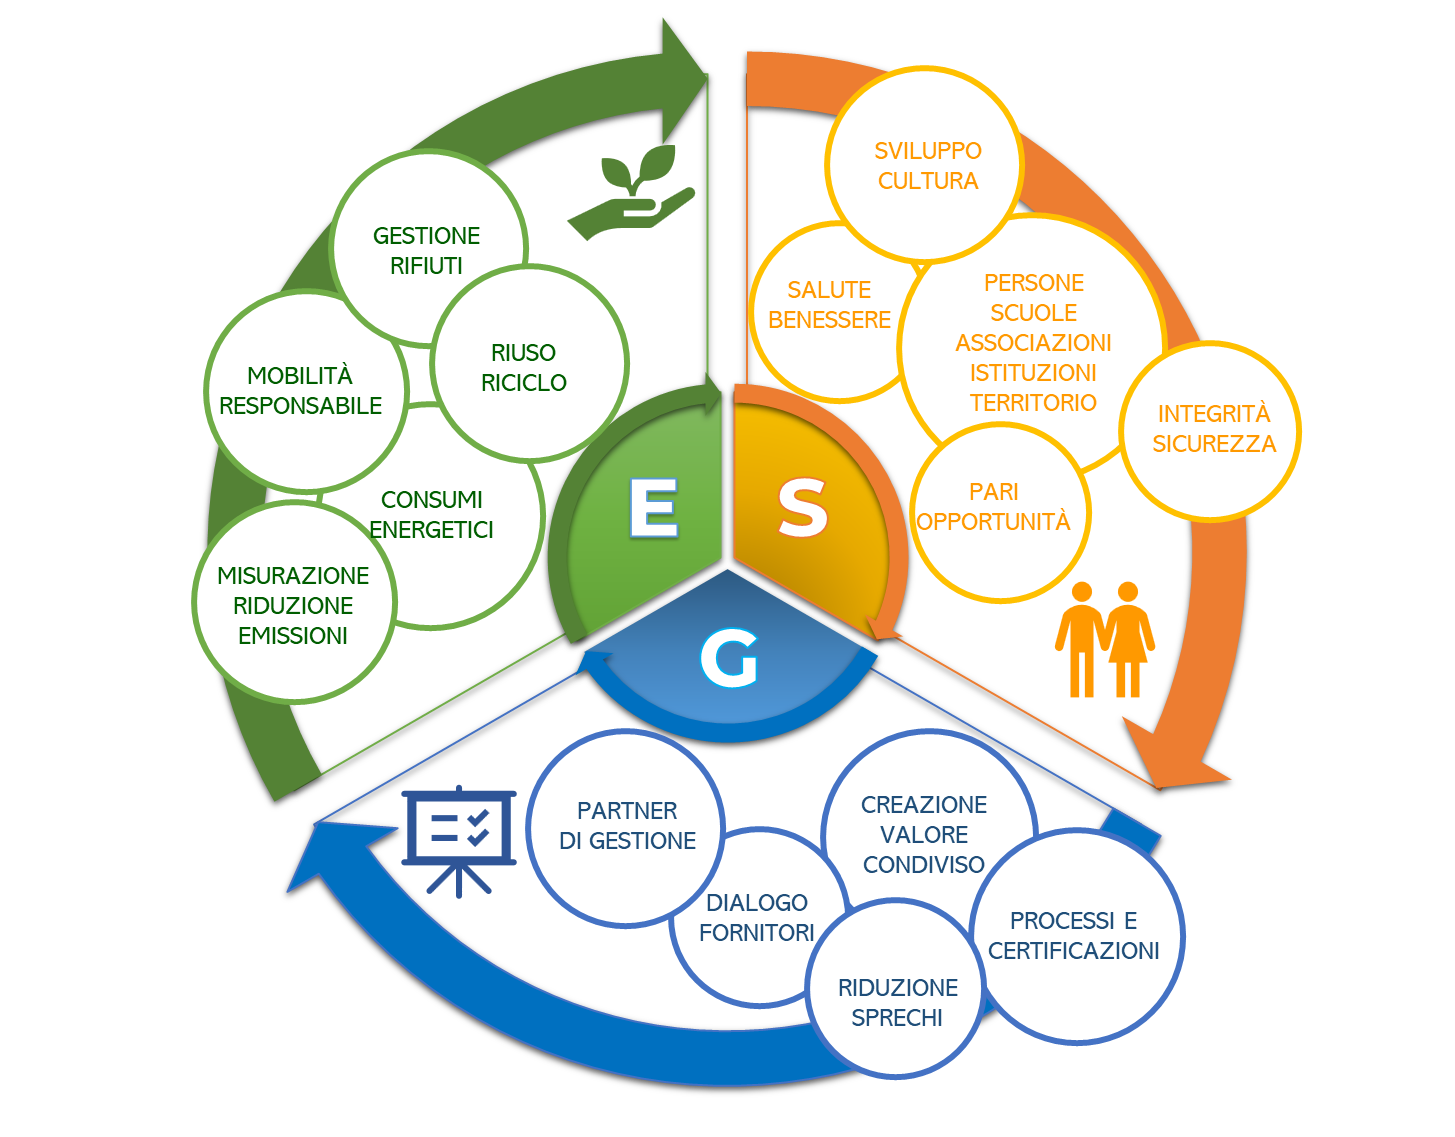 GESTIONE
RIFIUTI
RIUSO
RICICLO
MOBILITÀ
RESPONSABILE
CONSUMI
ENERGETICI
MISURAZIONE
RIDUZIONE
EMISSIONI
E
SVILUPPO
CULTURA
SALUTE
BENESSERE
PERSONE
SCUOLE
ASSOCIAZIONI
ISTITUZIONI
TERRITORIO
INTEGRITÀ
SICUREZZA
PARI
OPPORTUNITÀ
S
G
PARTNER
DI GESTIONE
DIALOGO
FORNITORI
CREAZIONE
VALORE
CONDIVISO
RIDUZIONE
SPRECHI
PROCESSI E
CERTIFICAZIONI